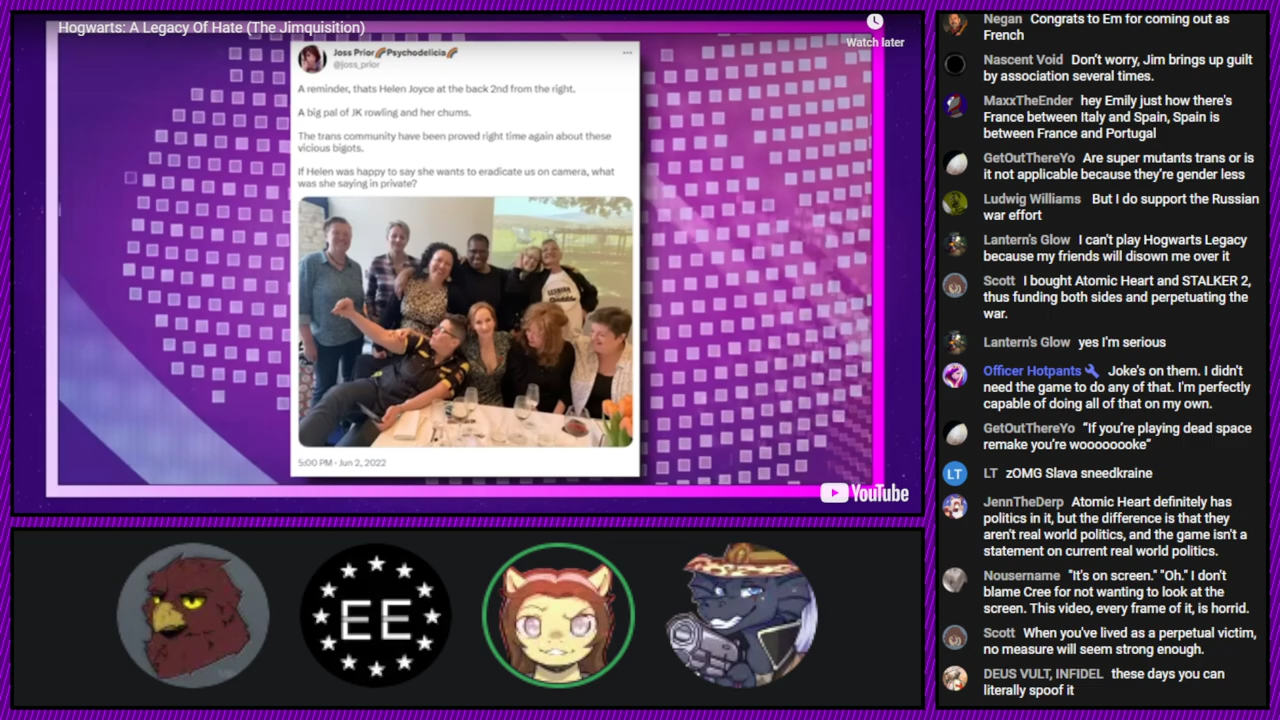 Hogwarts: A Legacy Of Hate (The Jimquisition)
Watch later
Joss Prior🌈Psychodelicia🌈
@joss_prior
A reminder, thats Helen Joyce at the back 2nd from the right.
A big pal of JK rowling and her chums.
The trans community have been proved right time again about these
vicious bigots.
If Helen was happy to say she wants to eradicate us on camera, what
was she saying in private?
LESBIAN
5:00 PM · Jun 2, 2022
YouTube
EE
Negan Congrats to Em for coming out as
French
Nascent Void Don't worry, Jim brings up guilt
by association several times.
MaxxTheEnder hey Emily just how there's
France between Italy and Spain, Spain is
between France and Portugal
GetOutThereYo Are super mutants trans or is
it not applicable because they're gender less
Ludwig Williams But I do support the Russian
war effort
Lantern's Glow I can't play Hogwarts Legacy
because my friends will disown me over it
Scott I bought Atomic Heart and STALKER 2,
thus funding both sides and perpetuating the
war.
Lantern's Glow yes I'm serious
Officer Hotpants Joke's on them. I didn't
need the game to do any of that. I'm perfectly
capable of doing all of that on my own.
GetOutThereYo "If you're playing dead space
remake you're woooooooke"
LT LT zOMG Slava sneedkraine
JennTheDerp Atomic Heart definitely has
politics in it, but the difference is that they
aren't real world politics, and the game isn't a
statement on current real world politics.
Nousername "It's on screen." "Oh." I don't
blame Cree for not wanting to look at the
screen. This video, every frame of it, is horrid.
Scott When you've lived as a perpetual victim,
no measure will seem strong enough.
DEUS VULT, INFIDEL these days you can
literally spoof it